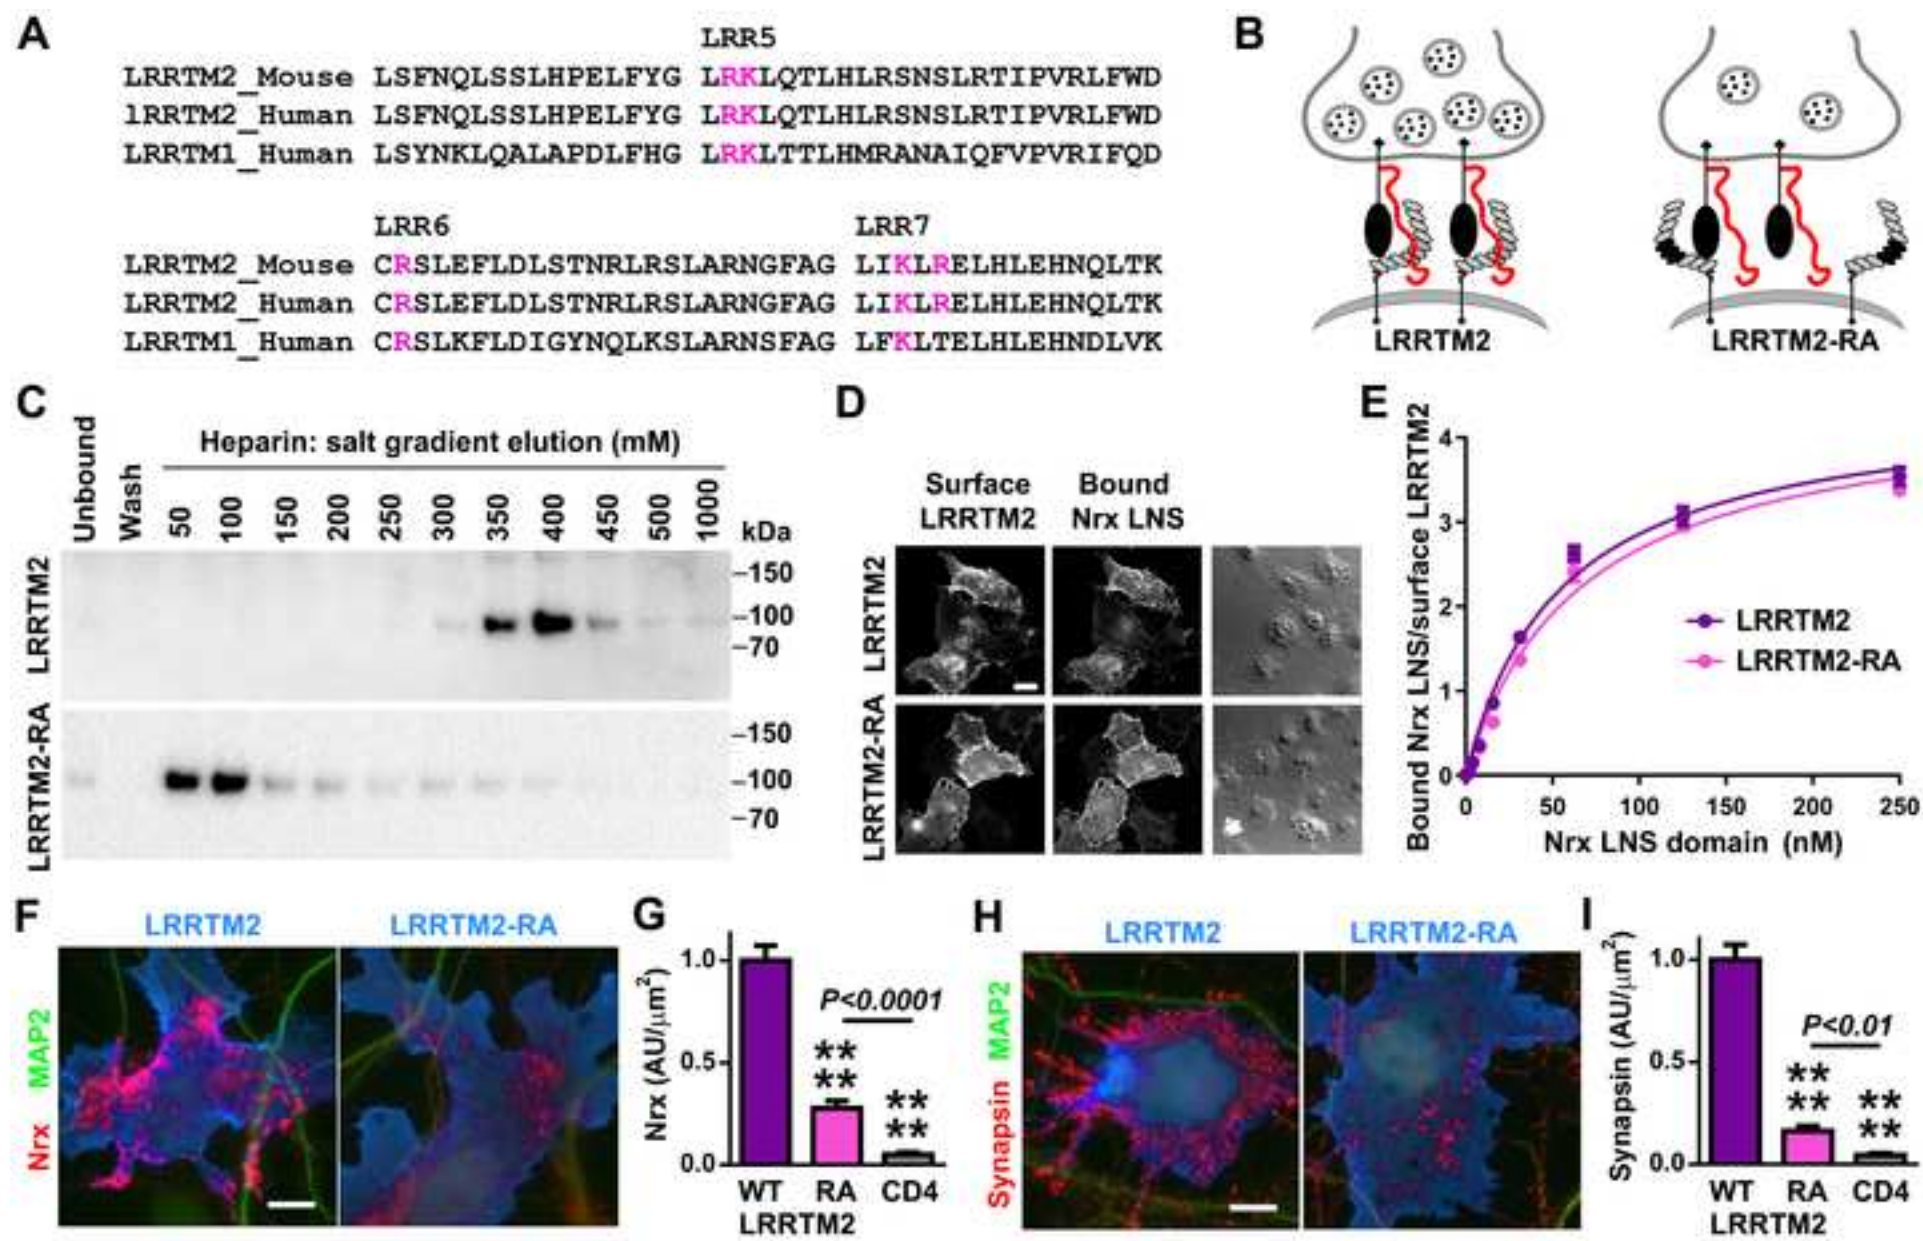 A
LRR5
LRRTM2_Mouse LSFNQLSSLHPELFYG LRKLQTLHLRSNSLRTIPVRLFWD
lRRTM2_Human LSFNQLSSLHPELFYG LRKLQTLHLRSNSLRTIPVRLFWD
LRRTM1_Human LSYNKLQALAPDLFHG LRKLTTLHMRANAIQFVPVRIFQD
LRR6 LRR7
LRRTM2_Mouse CRSLEFLDLSTNRLRSLARNGFAG LIKLRELHLEHNQLTK
LRRTM2_Human CRSLEFLDLSTNRLRSLARNGFAG LIKLRELHLEHNQLTK
LRRTM1_Human CRSLKFLDIGYNQLKSLARNSFAG LFKLTELHLEHNDLVK
B
LRRTM2 LRRTM2-RA
C
Heparin: salt gradient elution (mM)
Unbound Wash 50 100 150 200 250 300 350 400 450 500 1000 kDa
LRRTM2
–150
–100
–70
LRRTM2-RA
–150
–100
–70
D
Surface LRRTM2
Bound Nrx LNS
LRRTM2
LRRTM2-RA
E
Bound Nrx LNS/surface LRRTM2
4
3
2
1
0
0 50 100 150 200 250
Nrx LNS domain (nM)
LRRTM2
LRRTM2-RA
F
LRRTM2 LRRTM2-RA
Nrx MAP2
G
Nrx (AU/μm²)
1.0
0.5
0.0
P<0.0001
**
**
**
**
WT RA CD4
LRRTM2
H
LRRTM2 LRRTM2-RA
Synapsin MAP2
I
Synapsin (AU/μm²)
1.0
0.5
0.0
P<0.01
**
**
**
**
WT RA CD4
LRRTM2